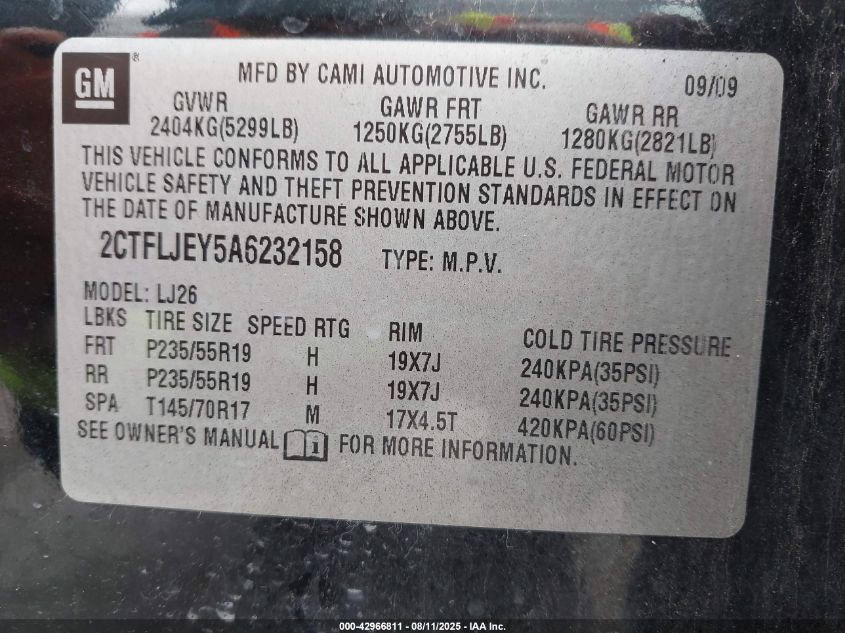 GM ®
MFD BY CAMI AUTOMOTIVE INC. 09/09
GVWR GAWR FRT GAWR RR
2404KG(5299LB) 1250KG(2755LB) 1280KG(2821LB)
THIS VEHICLE CONFORMS TO ALL APPLICABLE U.S. FEDERAL MOTOR
VEHICLE SAFETY AND THEFT PREVENTION STANDARDS IN EFFECT ON
THE DATE OF MANUFACTURE SHOWN ABOVE.
2CTFLJEY5A6232158 TYPE: M.P.V.
MODEL: LJ26
LBKS TIRE SIZE SPEED RTG RIM COLD TIRE PRESSURE
FRT P235/55R19 H 19X7J 240KPA(35PSI)
RR P235/55R19 H 19X7J 240KPA(35PSI)
SPA T145/70R17 M 17X4.5T 420KPA(60PSI)
SEE OWNER'S MANUAL i FOR MORE INFORMATION.
000-42966811 - 08/11/2025 - IAA Inc.